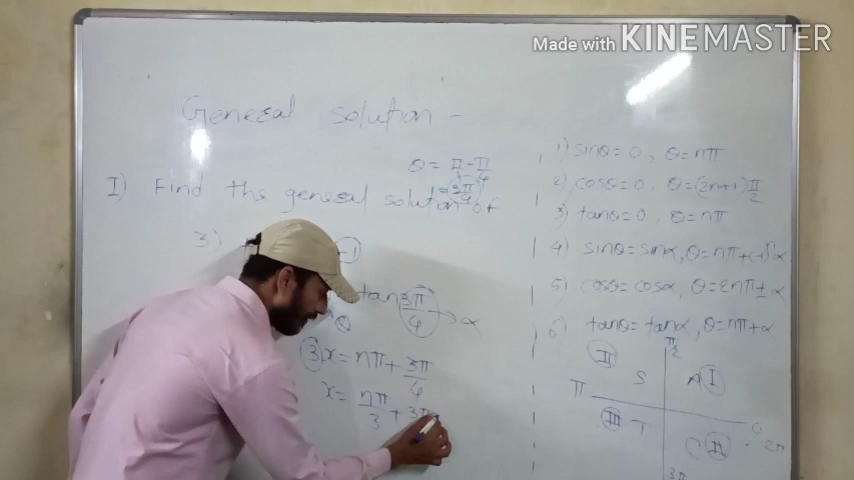 Made with KINEMASTER
General solution -
θ = π - π/4
= 3π/4
I) Find the general solution of
3) -1
tan 3π/4 → α
θ
3x = nπ + 3π/4
x = nπ/3 + 3π
1) sinθ = 0, θ = nπ
2) cosθ = 0, θ = (2n+1) π/2
3) tanθ = 0, θ = nπ
4) sinθ = sinα, θ = nπ + (-1)ⁿα
5) cosθ = cosα, θ = 2nπ ± α
6) tanθ = tanα, θ = nπ + α
π/2
II S A I
π 0
III T C 2π
3π